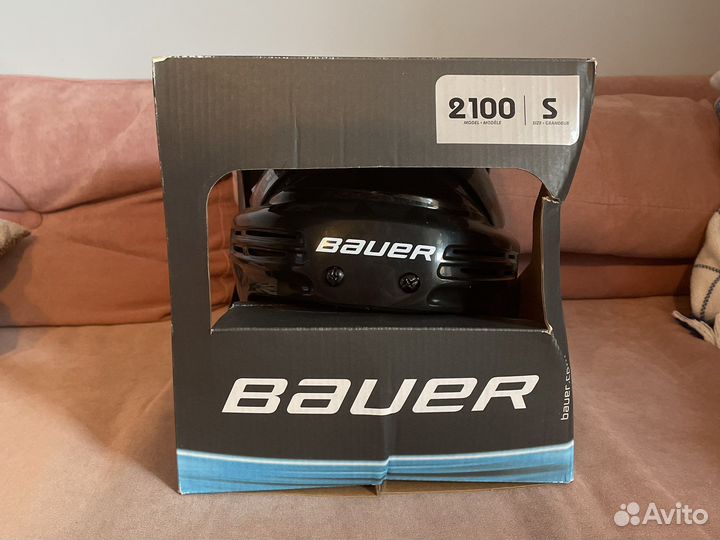 2100 S
MODEL • MODÈLE SIZE • GRANDEUR
BAUER
BAUER
bauer.com
Avito